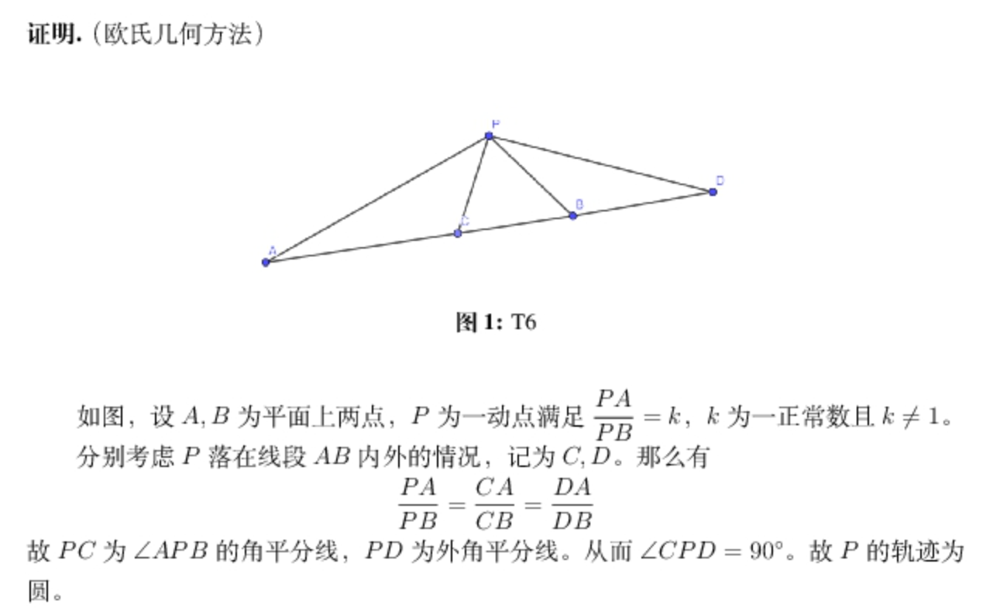 证明.（欧氏几何方法）
P
D
B
C
A
图 1: T6
如图，设 A, B 为平面上两点，P 为一动点满足 \frac{PA}{PB} = k，k 为一正常数且 k ≠ 1。
分别考虑 P 落在线段 AB 内外的情况，记为 C, D。那么有
\frac{PA}{PB} = \frac{CA}{CB} = \frac{DA}{DB}
故 PC 为 ∠APB 的角平分线，PD 为外角平分线。从而 ∠CPD = 90°。故 P 的轨迹为
圆。